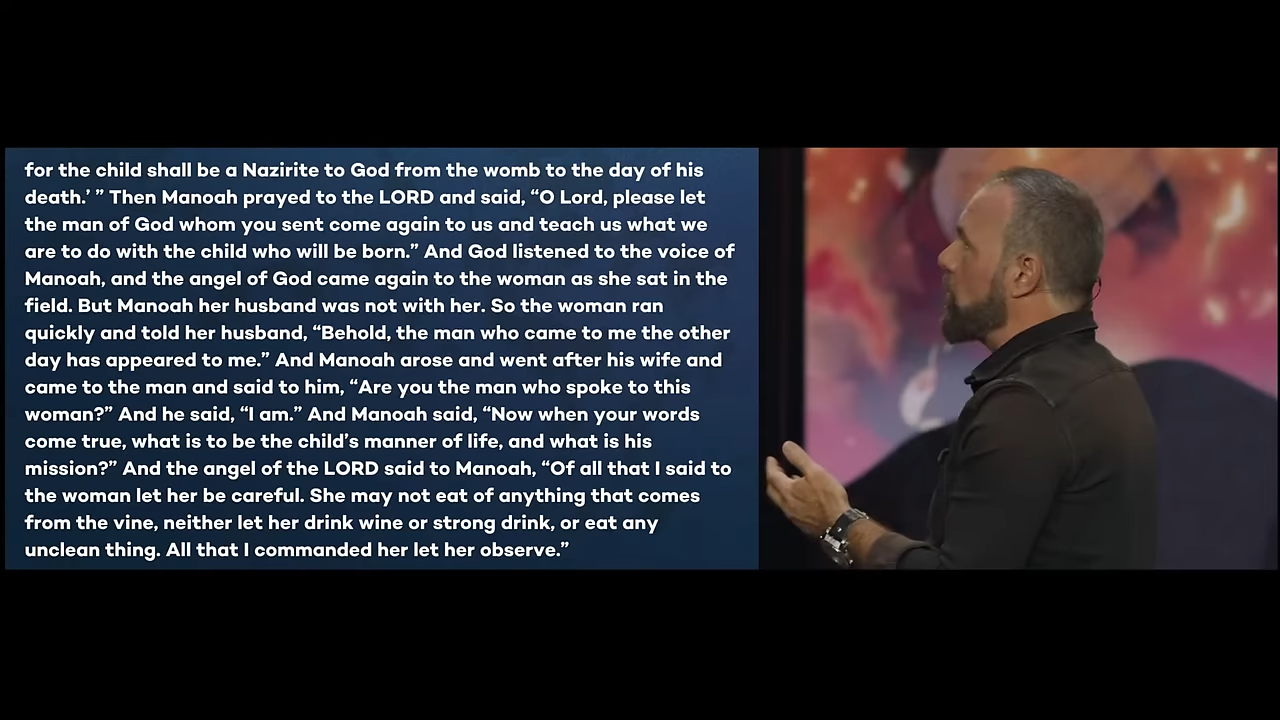 for the child shall be a Nazirite to God from the womb to the day of his
death.’ ” Then Manoah prayed to the LORD and said, “O Lord, please let
the man of God whom you sent come again to us and teach us what we
are to do with the child who will be born.” And God listened to the voice of
Manoah, and the angel of God came again to the woman as she sat in the
field. But Manoah her husband was not with her. So the woman ran
quickly and told her husband, “Behold, the man who came to me the other
day has appeared to me.” And Manoah arose and went after his wife and
came to the man and said to him, “Are you the man who spoke to this
woman?” And he said, “I am.” And Manoah said, “Now when your words
come true, what is to be the child’s manner of life, and what is his
mission?” And the angel of the LORD said to Manoah, “Of all that I said to
the woman let her be careful. She may not eat of anything that comes
from the vine, neither let her drink wine or strong drink, or eat any
unclean thing. All that I commanded her let her observe.”